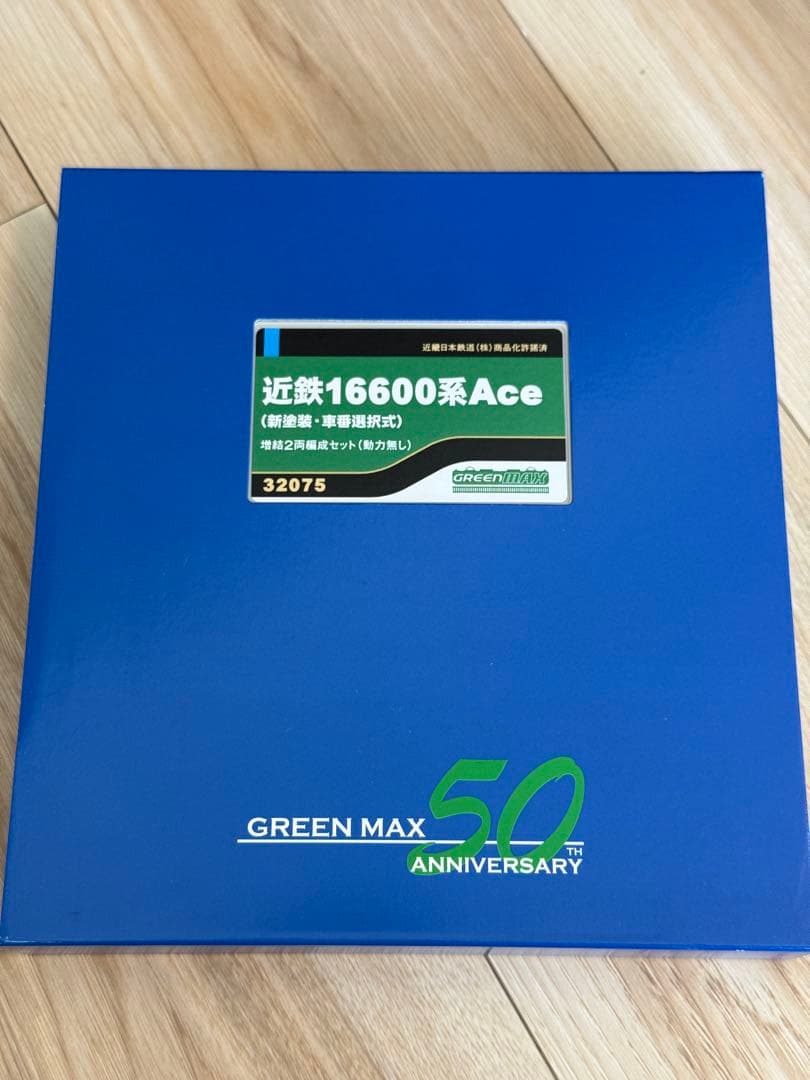 近畿日本鉄道(株)商品化許諾済
近鉄16600系Ace
(新塗装・車番選択式)
増結2両編成セット(動力無し)
32075
GREENMAX
GREEN MAX 50TH
ANNIVERSARY